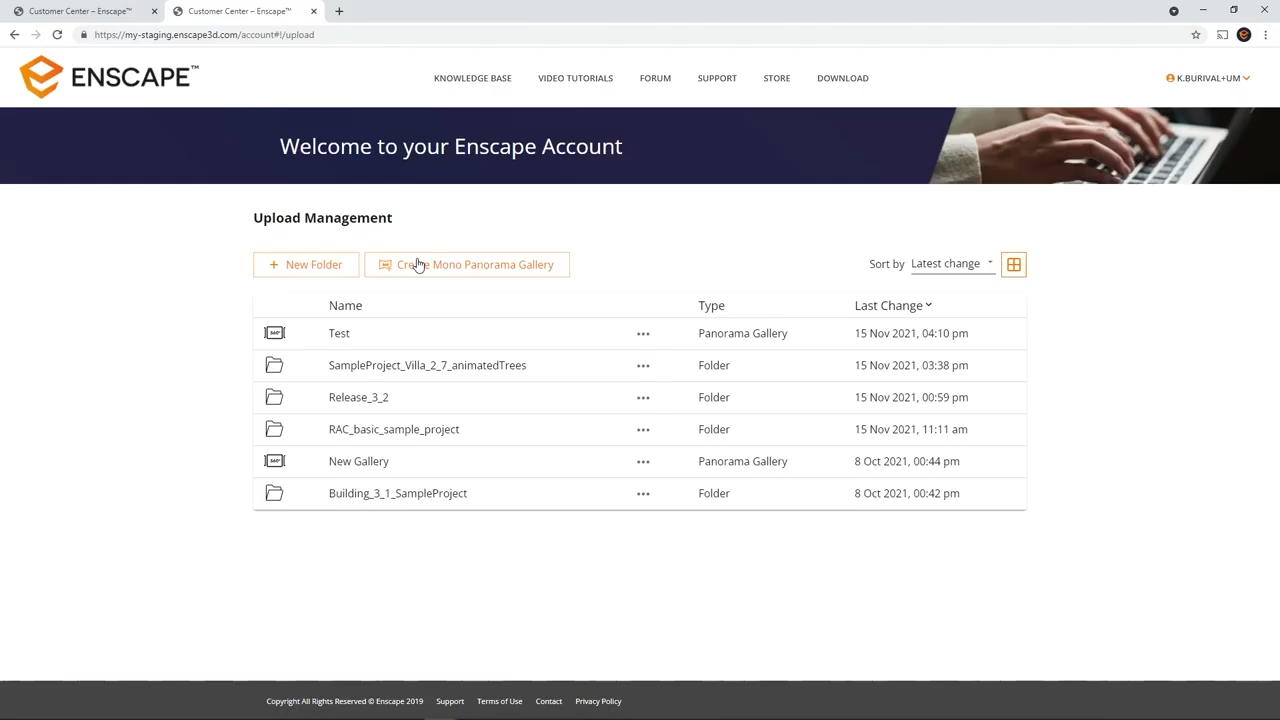 Customer Center – Enscape™
Customer Center – Enscape™
https://my-staging.enscape3d.com/account#!/upload
ENSCAPE™
KNOWLEDGE BASE
VIDEO TUTORIALS
FORUM
SUPPORT
STORE
DOWNLOAD
K.BURIVAL+UM
Welcome to your Enscape Account
Upload Management
+ New Folder
Create Mono Panorama Gallery
Sort by Latest change
Name Type Last Change
Test ••• Panorama Gallery 15 Nov 2021, 04:10 pm
SampleProject_Villa_2_7_animatedTrees ••• Folder 15 Nov 2021, 03:38 pm
Release_3_2 ••• Folder 15 Nov 2021, 00:59 pm
RAC_basic_sample_project ••• Folder 15 Nov 2021, 11:11 am
New Gallery ••• Panorama Gallery 8 Oct 2021, 00:44 pm
Building_3_1_SampleProject ••• Folder 8 Oct 2021, 00:42 pm
Copyright All Rights Reserved © Enscape 2019 Support Terms of Use Contact Privacy Policy